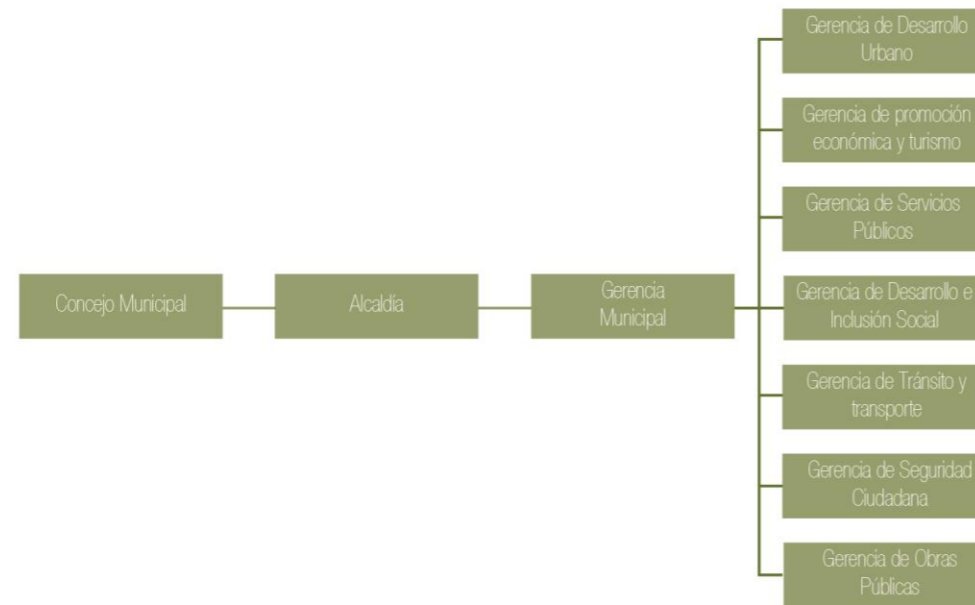 Concejo Municipal
Alcaldía
Gerencia
Municipal
Gerencia de Desarrollo
Urbano
Gerencia de promoción
económica y turismo
Gerencia de Servicios
Públicos
Gerencia de Desarrollo e
Inclusión Social
Gerencia de Tránsito y
transporte
Gerencia de Seguridad
Ciudadana
Gerencia de Obras
Públicas